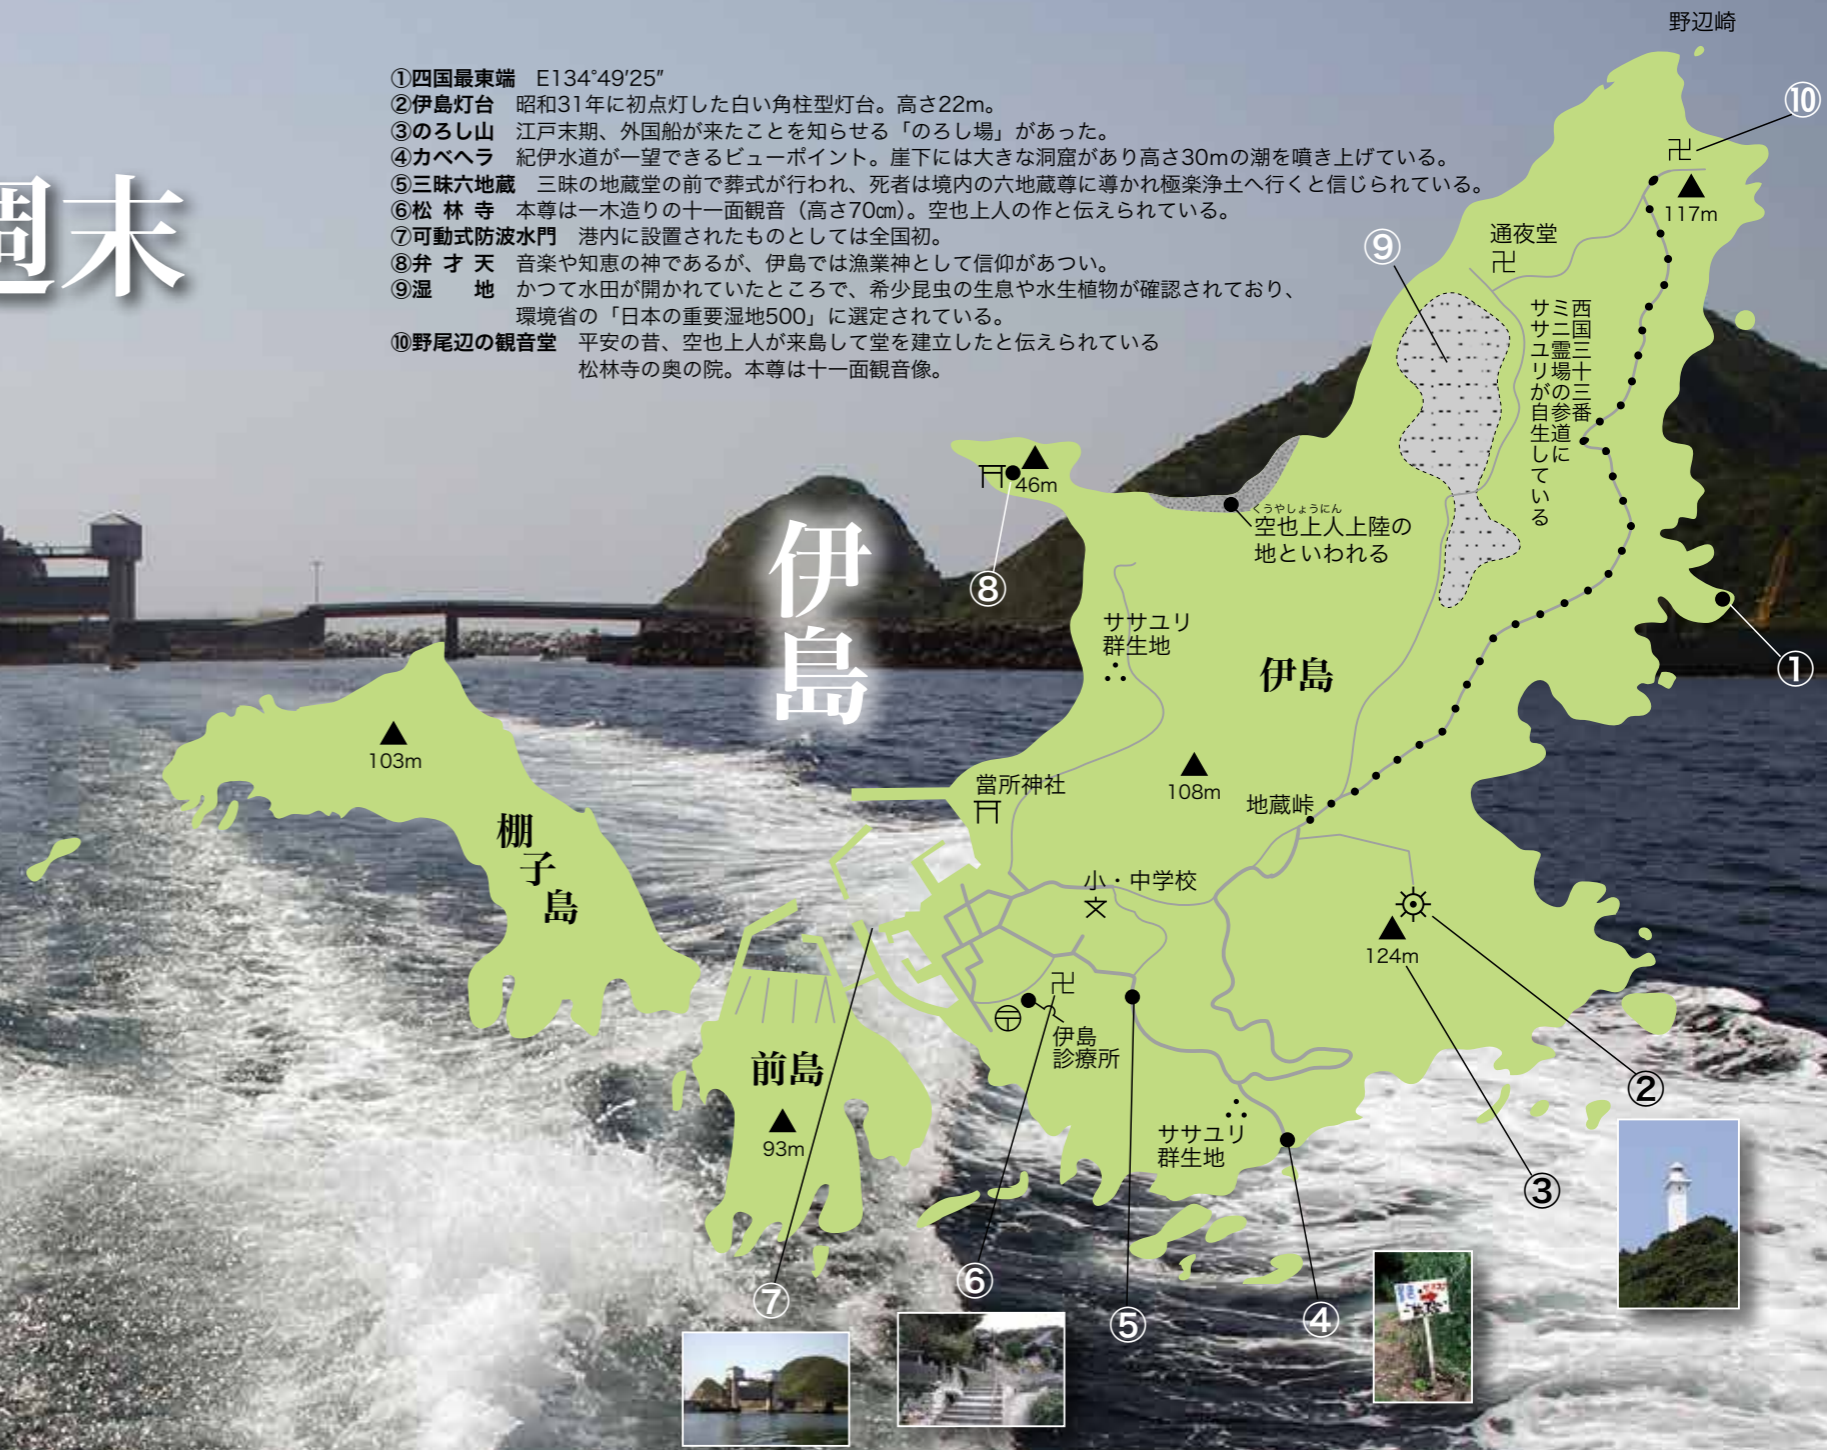 週末
①四国最東端　E134°49′25″
②伊島灯台　昭和31年に初点灯した白い角柱型灯台。高さ22m。
③のろし山　江戸末期、外国船が来たことを知らせる「のろし場」があった。
④カベヘラ　紀伊水道が一望できるビューポイント。崖下には大きな洞窟があり高さ30mの潮を噴き上げている。
⑤三昧六地蔵　三昧の地蔵堂の前で葬式が行われ、死者は境内の六地蔵尊に導かれ極楽浄土へ行くと信じられている。
⑥松 林 寺　本尊は一木造りの十一面観音（高さ70㎝）。空也上人の作と伝えられている。
⑦可動式防波水門　港内に設置されたものとしては全国初。
⑧弁 才 天　音楽や知恵の神であるが、伊島では漁業神として信仰があつい。
⑨湿　　地　かつて水田が開かれていたところで、希少昆虫の生息や水生植物が確認されており、
環境省の「日本の重要湿地500」に選定されている。
⑩野尾辺の観音堂　平安の昔、空也上人が来島して堂を建立したと伝えられている
松林寺の奥の院。本尊は十一面観音像。
野辺崎
⑩
卍
117m
通夜堂
卍
⑨
西国三十三番
ミニ霊場の参道に
ササユリが自生している
46m
くうやしょうにん
空也上人上陸の
地といわれる
⑧
伊島
①
ササユリ
群生地
伊島
103m
棚子島
當所神社
108m
地蔵峠
小・中学校
文
124m
卍
〒
伊島
診療所
前島
93m
②
ササユリ
群生地
③
⑦
⑥
⑤
④